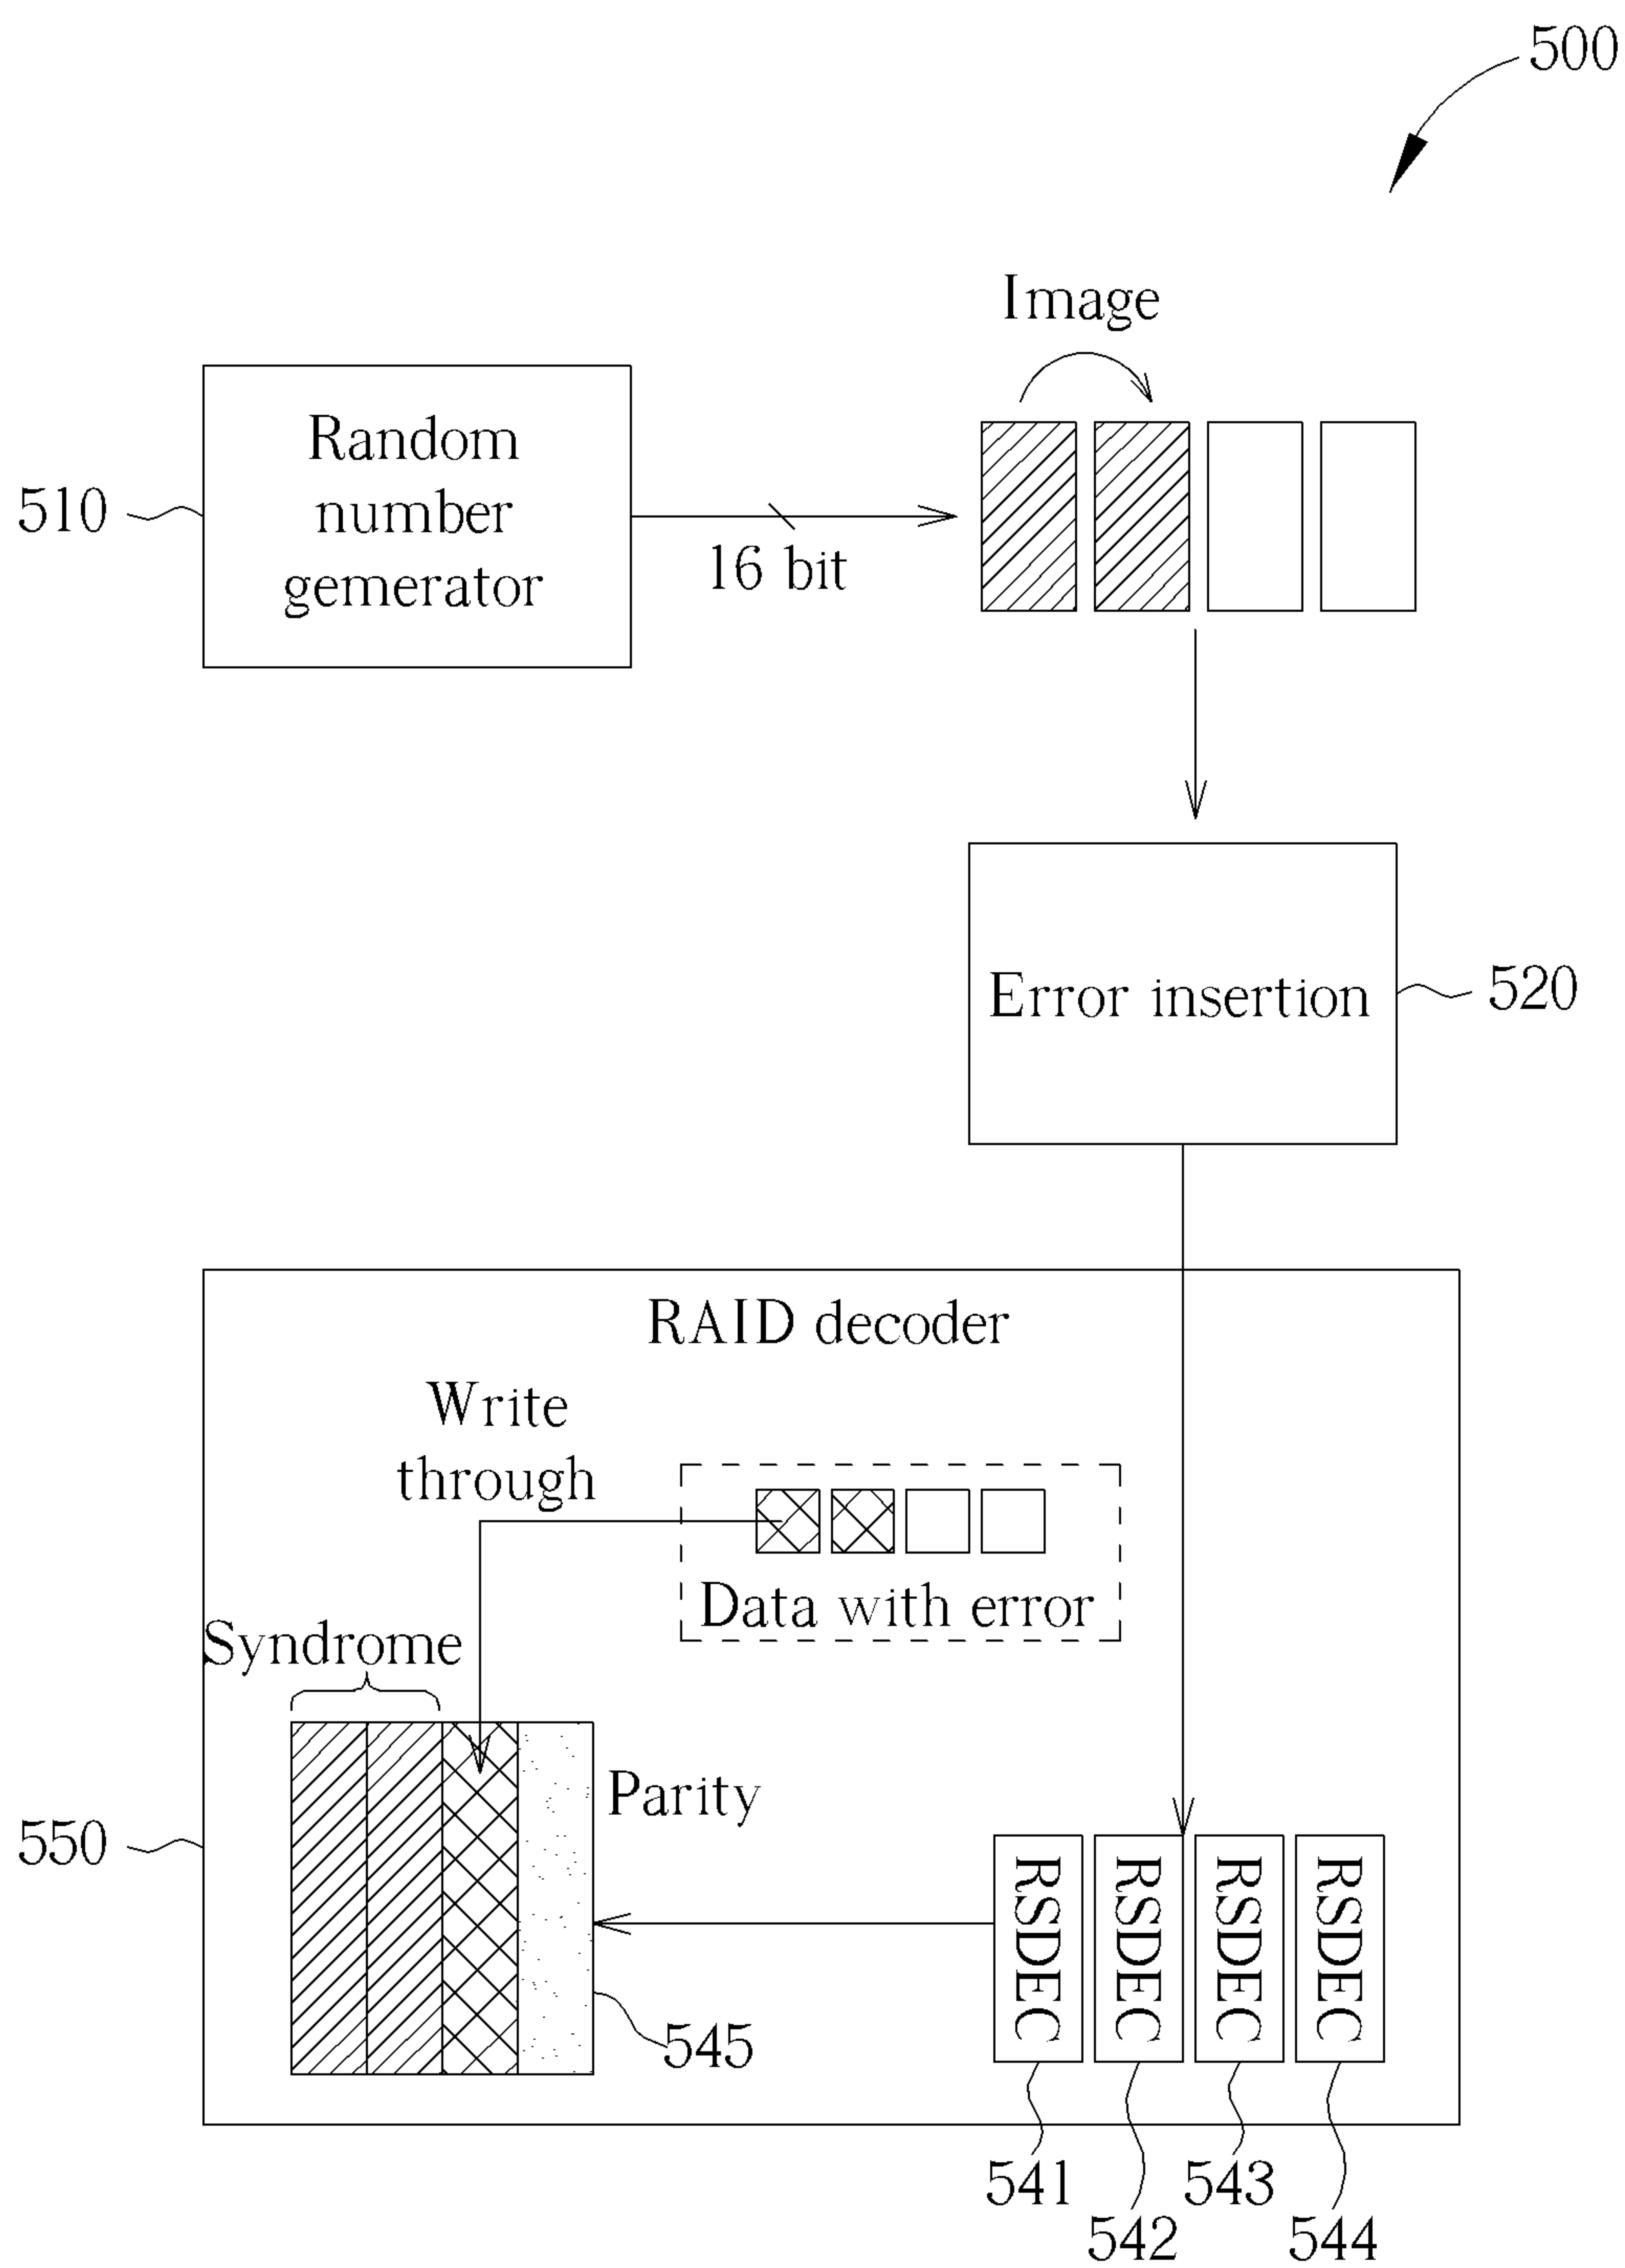 500
Image
Random
number
gemerator
510
16 bit
Error insertion
520
RAID decoder
Write
through
Data with error
Syndrome
Parity
550
RSDEC
RSDEC
RSDEC
RSDEC
545
541
542
543
544